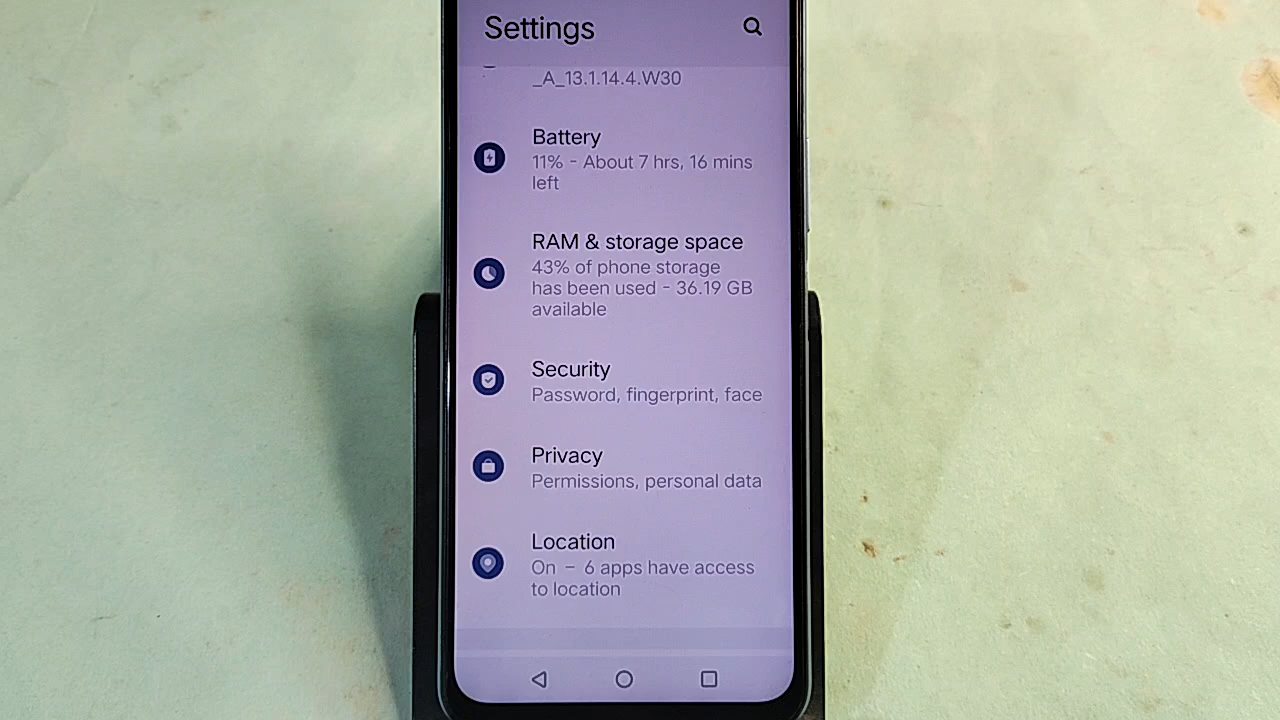 Settings
_A_13.1.14.4.W30
Battery
11% - About 7 hrs, 16 mins
left
RAM & storage space
43% of phone storage
has been used - 36.19 GB
available
Security
Password, fingerprint, face
Privacy
Permissions, personal data
Location
On – 6 apps have access
to location